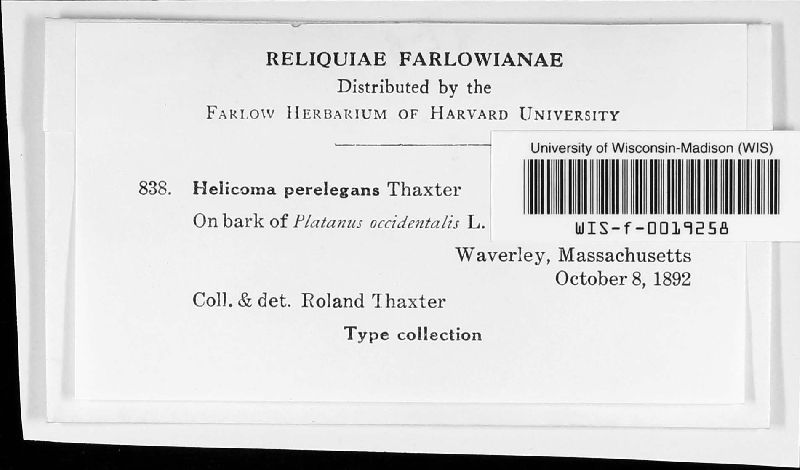 RELIQUIAE FARLOWIANAE
Distributed by the
FARLOW HERBARIUM OF HARVARD UNIVERSITY
University of Wisconsin-Madison (WIS)
WIS-f-0019258
838. Helicoma perelegans Thaxter
On bark of Platanus occidentalis L.
Waverley, Massachusetts
October 8, 1892
Coll. & det. Roland Thaxter
Type collection